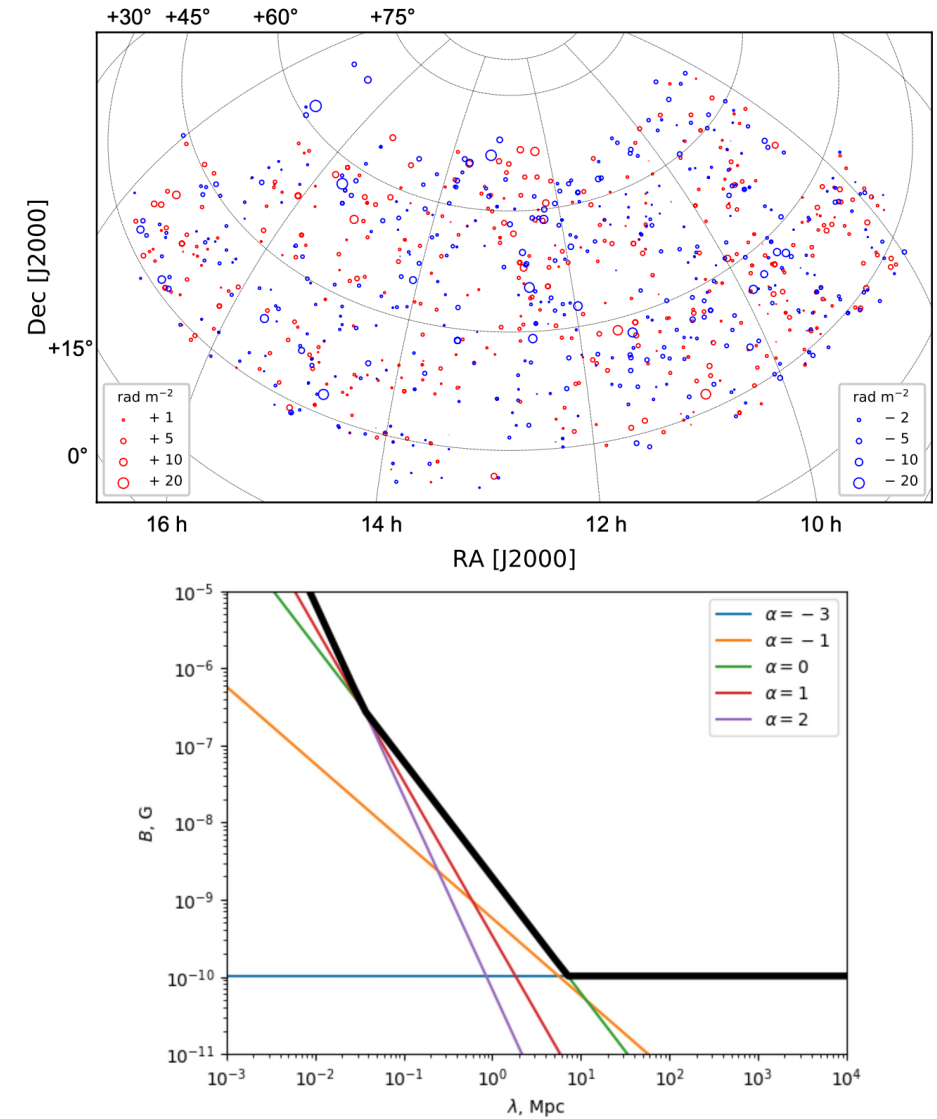 +30° +45° +60° +75°
Dec [J2000]
+15°
0°
rad m⁻²
+ 1
+ 5
+ 10
+ 20
rad m⁻²
− 2
− 5
− 10
− 20
16 h 14 h 12 h 10 h
RA [J2000]
10⁻⁵
10⁻⁶
10⁻⁷
10⁻⁸
10⁻⁹
10⁻¹⁰
10⁻¹¹
B, G
α = − 3
α = − 1
α = 0
α = 1
α = 2
10⁻³ 10⁻² 10⁻¹ 10⁰ 10¹ 10² 10³ 10⁴
λ, Mpc